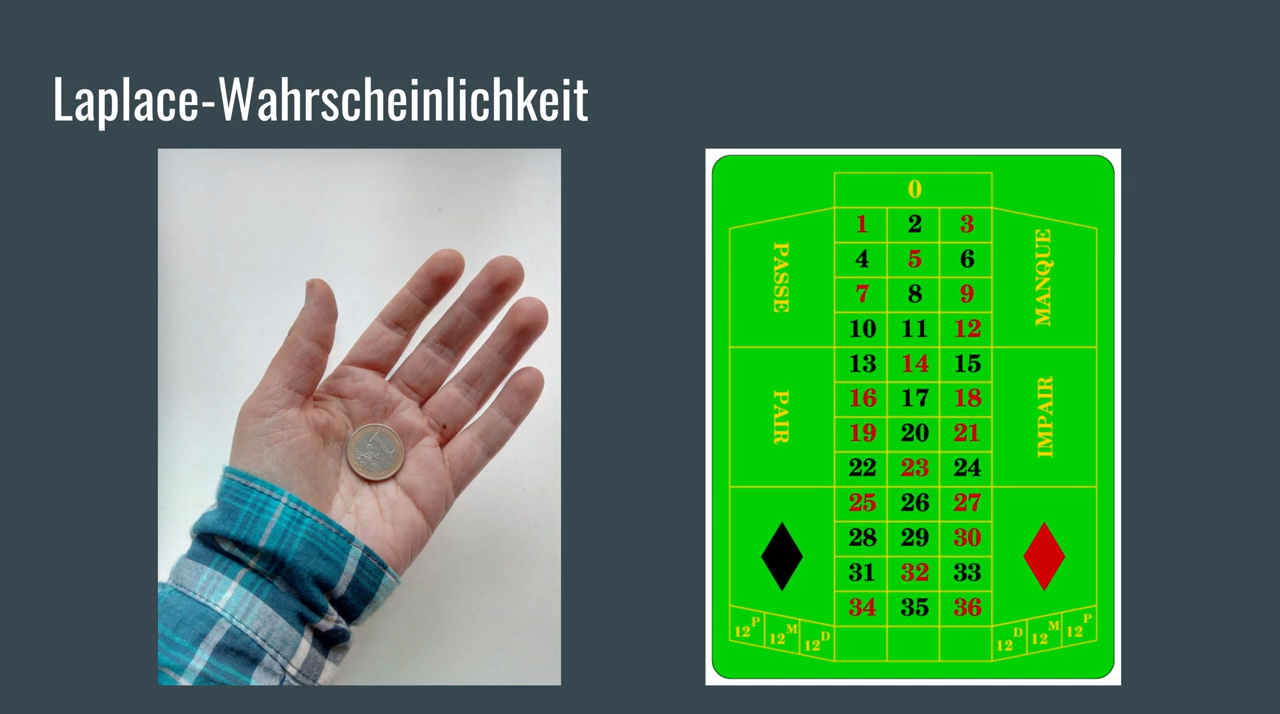 Laplace-Wahrscheinlichkeit
1
0
PASSE
1 2 3
4 5 6
7 8 9
10 11 12
MANQUE
PAIR
13 14 15
16 17 18
19 20 21
22 23 24
IMPAIR
25 26 27
28 29 30
31 32 33
34 35 36
12P 12M 12D
12D 12M 12P